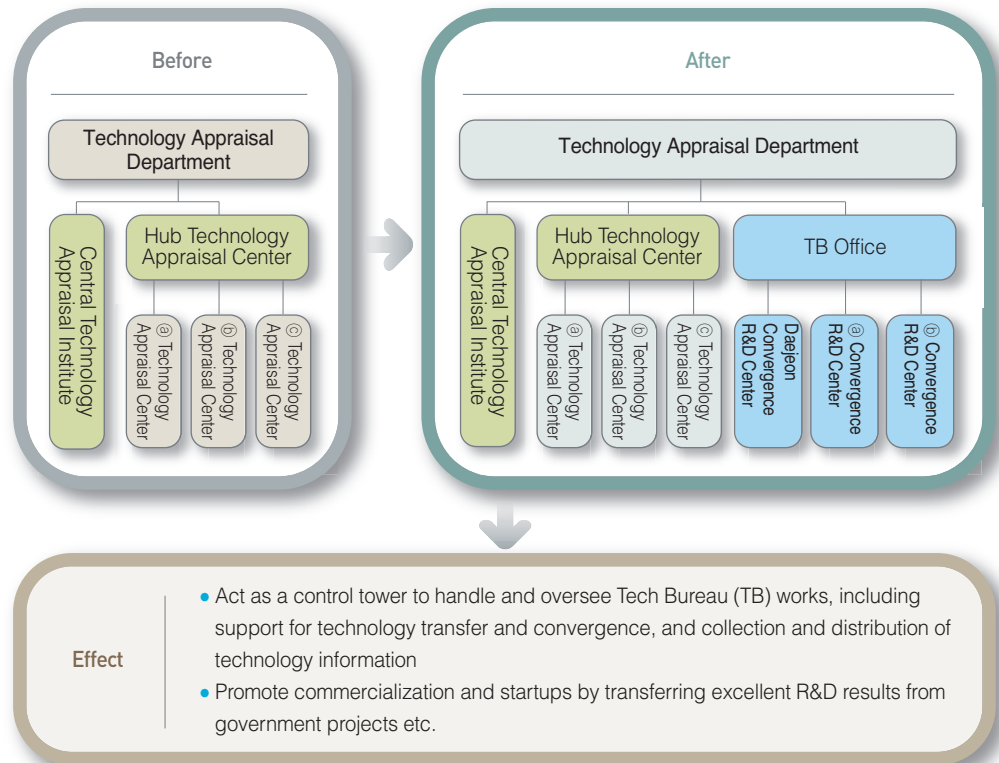 Before
Technology Appraisal
Department
Central Technology
Appraisal Institute
Hub Technology
Appraisal Center
ⓐ Technology
Appraisal Center
ⓑ Technology
Appraisal Center
ⓒ Technology
Appraisal Center
After
Technology Appraisal Department
Central Technology
Appraisal Institute
Hub Technology
Appraisal Center
TB Office
ⓐ Technology
Appraisal Center
ⓑ Technology
Appraisal Center
ⓒ Technology
Appraisal Center
Daejeon
Convergence
R&D Center
ⓐ Convergence
R&D Center
ⓑ Convergence
R&D Center
Effect
● Act as a control tower to handle and oversee Tech Bureau (TB) works, including
support for technology transfer and convergence, and collection and distribution of
technology information
● Promote commercialization and startups by transferring excellent R&D results from
government projects etc.